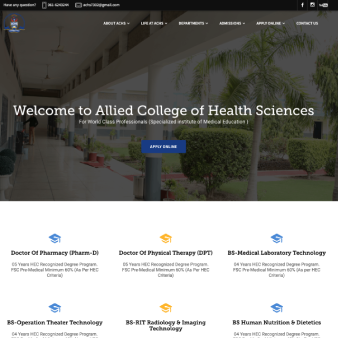 Have any question?
achs7002@gmail.com
ABOUT ACHS
LIFE AT ACHS
DEPARTMENTS
ADMISSIONS
APPLY ONLINE
CONTACT US
Welcome to Allied College of Health Sciences
For World Class Professionals (Specialized institute of Medical Education )
APPLY ONLINE
Doctor Of Pharmacy (Pharm-D)
05 Years HEC Recognized Degree Program.
FSC Pre Medical Minimum 60% (As Per HEC
Criteria)
Doctor Of Physical Therapy (DPT)
05 Years HEC Recognized Degree Program.
FSC Pre Medical Minimum 60% (As Per HEC
Criteria)
BS-Medical Laboratory Technology
04 Years HEC Recognized Degree Program.
FSC Pre Medical Minimum 60% (As Per HEC
Criteria)
BS-Operation Theater Technology
04 Years HEC Recognized Degree Program.
BS-RIT Radiology & Imaging
Technology
BS Human Nutrition & Dietetics
04 Years HEC Recognized Degree Program.